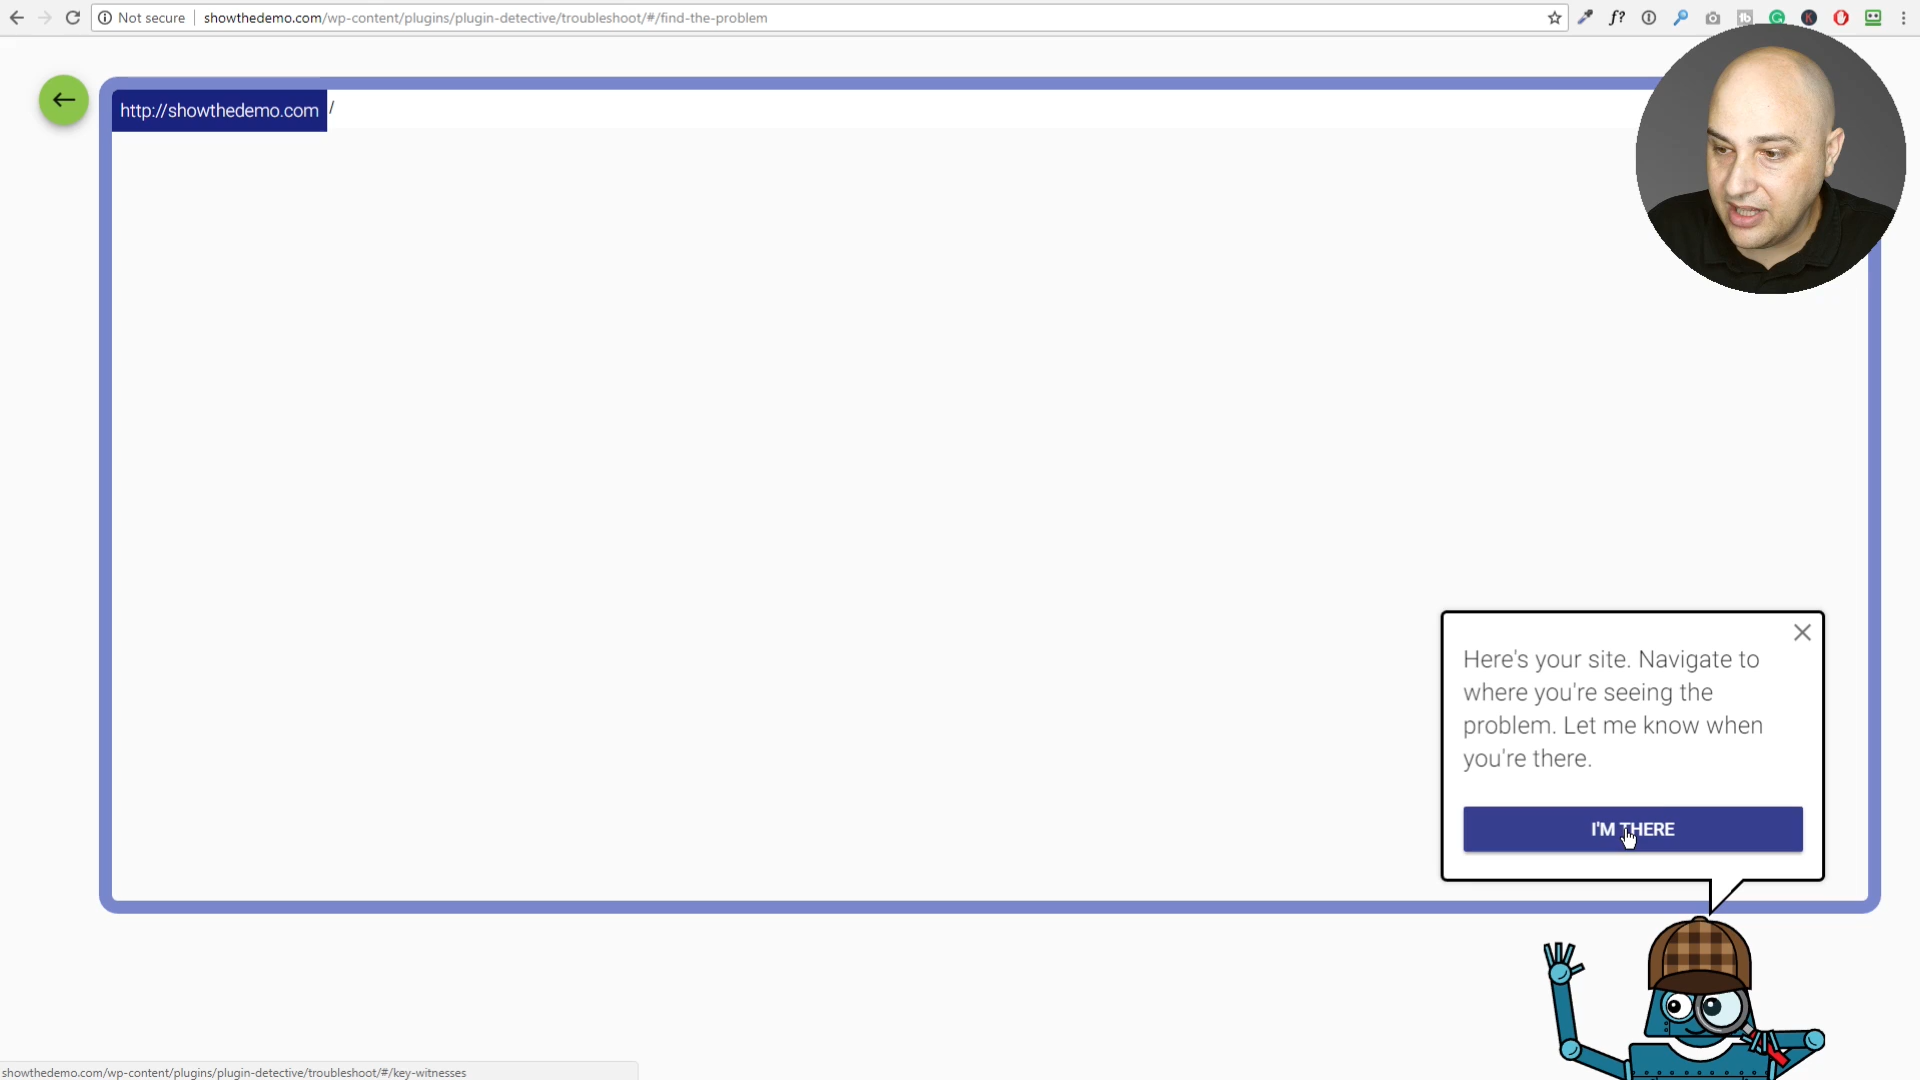 Not secure
showthedemo.com/wp-content/plugins/plugin-detective/troubleshoot/#/find-the-problem
f?
http://showthedemo.com /
Here's your site. Navigate to
where you're seeing the
problem. Let me know when
you're there.
I'M THERE
showthedemo.com/wp-content/plugins/plugin-detective/troubleshoot/#/key-witnesses